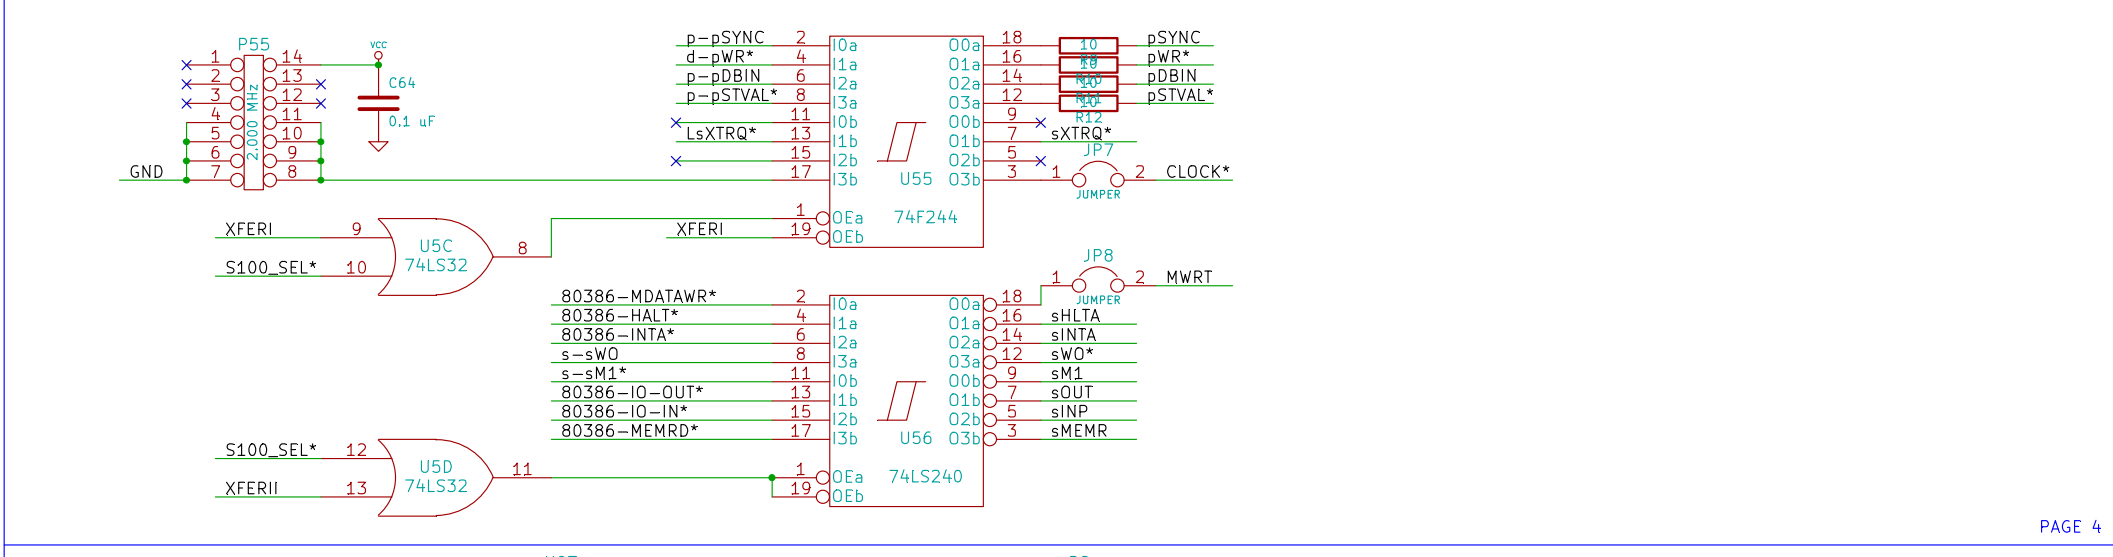 P55
1 14
2 13
3 12
4 11
5 10
6 9
7 8
2.000 MHz
VCC
C64
0.1 uF
GND
p-pSYNC 2 I0a O0a 18 10 pSYNC
d-pWR* 4 I1a O1a 16 10 pWR*
p-pDBIN 6 I2a O2a 14 10 pDBIN
p-pSTVAL* 8 I3a O3a 12 10 pSTVAL*
R12
11 I0b O0b 9
LsXTRQ* 13 I1b O1b 7 sXTRQ*
15 I2b O2b 5
17 I3b O3b 3
U55
JP7
1 2 CLOCK*
JUMPER
1 OEa
74F244
XFERI 19 OEb
XFERI 9
S100_SEL* 10
U5C
74LS32
8
JP8
1 2 MWRT
JUMPER
80386-MDATAWR* 2 I0a O0a 18
80386-HALT* 4 I1a O1a 16 sHLTA
80386-INTA* 6 I2a O2a 14 sINTA
s-sWO 8 I3a O3a 12 sWO*
s-sM1* 11 I0b O0b 9 sM1
80386-IO-OUT* 13 I1b O1b 7 sOUT
80386-IO-IN* 15 I2b O2b 5 sINP
80386-MEMRD* 17 I3b O3b 3 sMEMR
U56
1 OEa
74LS240
19 OEb
S100_SEL* 12
XFERII 13
U5D
74LS32
11
PAGE 4